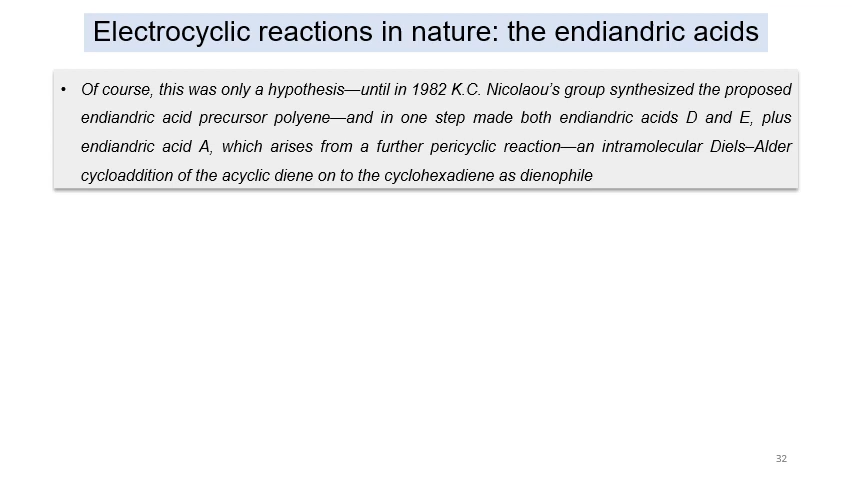 Electrocyclic reactions in nature: the endiandric acids
• Of course, this was only a hypothesis—until in 1982 K.C. Nicolaou’s group synthesized the proposed
endiandric acid precursor polyene—and in one step made both endiandric acids D and E, plus
endiandric acid A, which arises from a further pericyclic reaction—an intramolecular Diels–Alder
cycloaddition of the acyclic diene on to the cyclohexadiene as dienophile
32